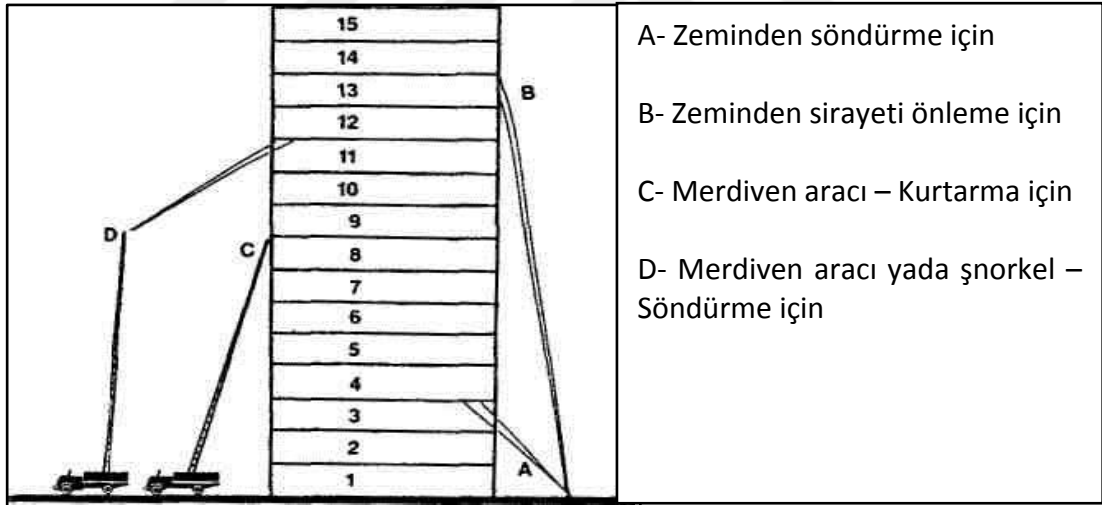 15
14
13
12
11
10
9
8
7
6
5
4
3
2
1
A
B
C
D
A- Zeminden söndürme için
B- Zeminden sirayeti önleme için
C- Merdiven aracı – Kurtarma için
D- Merdiven aracı yada şnorkel –
Söndürme için